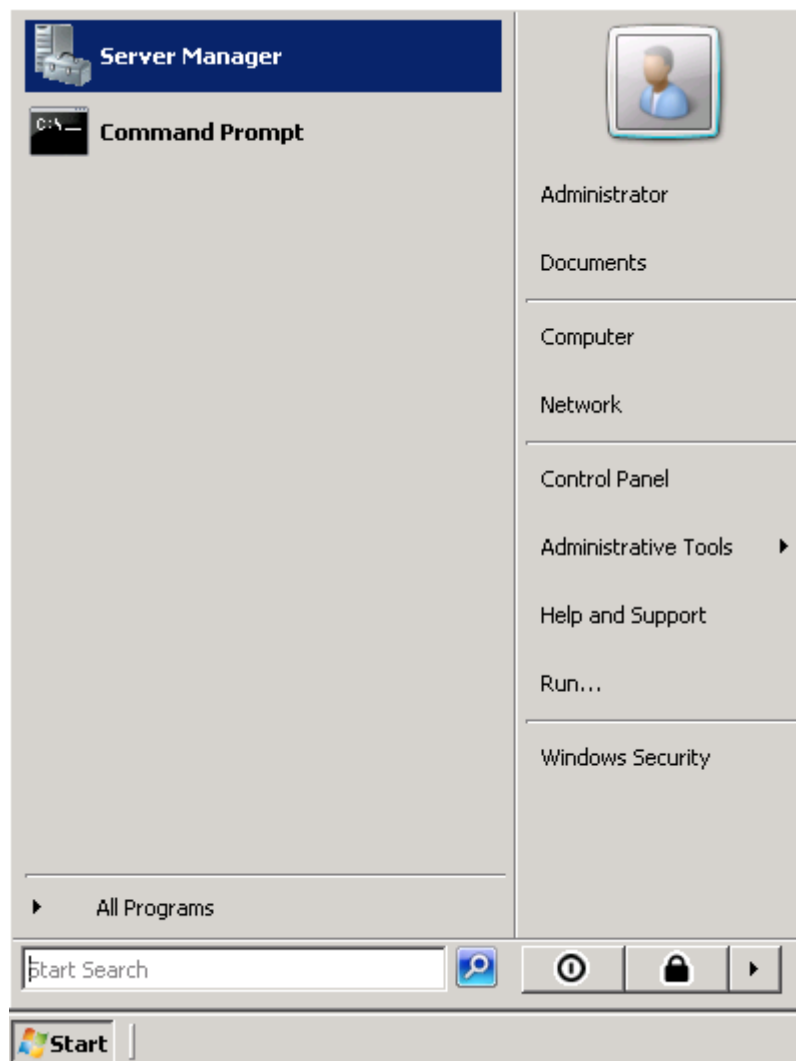 Server Manager
C:\_
Command Prompt
Administrator
Documents
Computer
Network
Control Panel
Administrative Tools
Help and Support
Run...
Windows Security
All Programs
Start Search
Start